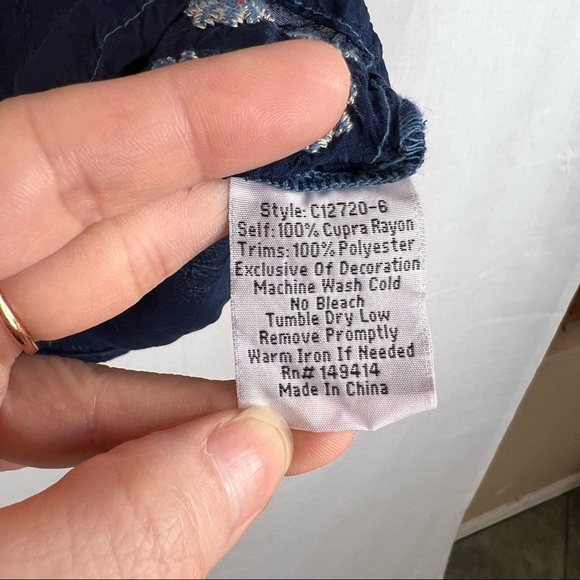 Style: C12720-6
Self: 100% Cupra Rayon
Trims: 100% Polyester
Exclusive Of Decoration
Machine Wash Cold
No Bleach
Tumble Dry Low
Remove Promptly
Warm Iron If Needed
Rn# 149414
Made In China